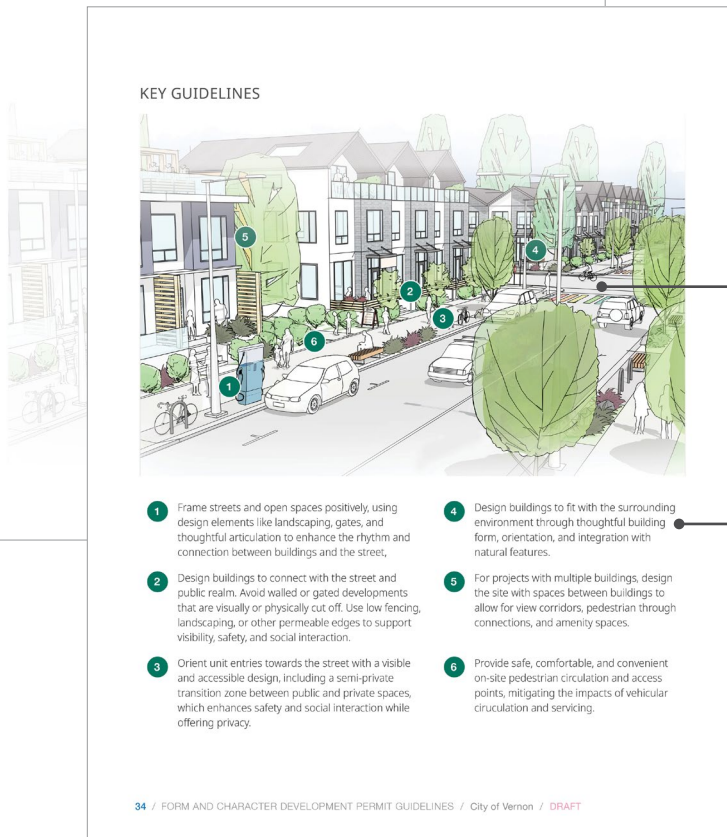 KEY GUIDELINES
5
4
2
3
6
1
1
Frame streets and open spaces positively, using
design elements like landscaping, gates, and
thoughtful articulation to enhance the rhythm and
connection between buildings and the street,
2
Design buildings to connect with the street and
public realm. Avoid walled or gated developments
that are visually or physically cut off. Use low fencing,
landscaping, or other permeable edges to support
visibility, safety, and social interaction.
3
Orient unit entries towards the street with a visible
and accessible design, including a semi-private
transition zone between public and private spaces,
which enhances safety and social interaction while
offering privacy.
4
Design buildings to fit with the surrounding
environment through thoughtful building
form, orientation, and integration with
natural features.
5
For projects with multiple buildings, design
the site with spaces between buildings to
allow for view corridors, pedestrian through
connections, and amenity spaces.
6
Provide safe, comfortable, and convenient
on-site pedestrian circulation and access
points, mitigating the impacts of vehicular
ciruculation and servicing.
34 / FORM AND CHARACTER DEVELOPMENT PERMIT GUIDELINES / City of Vernon / DRAFT